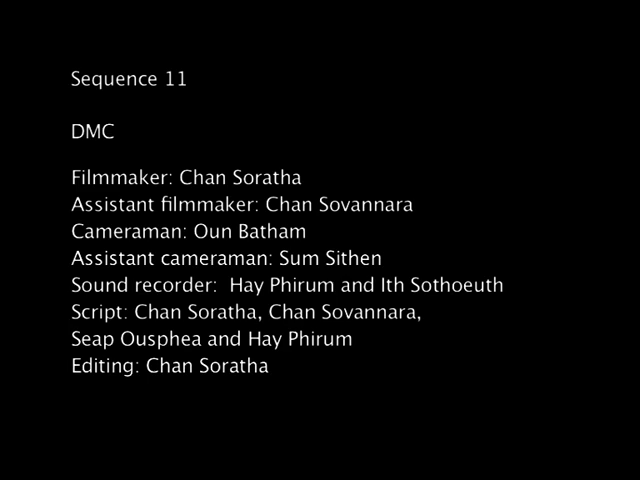 Sequence 11
DMC
Filmmaker: Chan Soratha
Assistant filmmaker: Chan Sovannara
Cameraman: Oun Batham
Assistant cameraman: Sum Sithen
Sound recorder:  Hay Phirum and Ith Sothoeuth
Script: Chan Soratha, Chan Sovannara,
Seap Ousphea and Hay Phirum
Editing: Chan Soratha